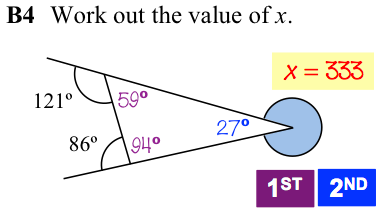 B4 Work out the value of x.
x = 333
121º 59º
27º
86º 94º
1ST 2ND